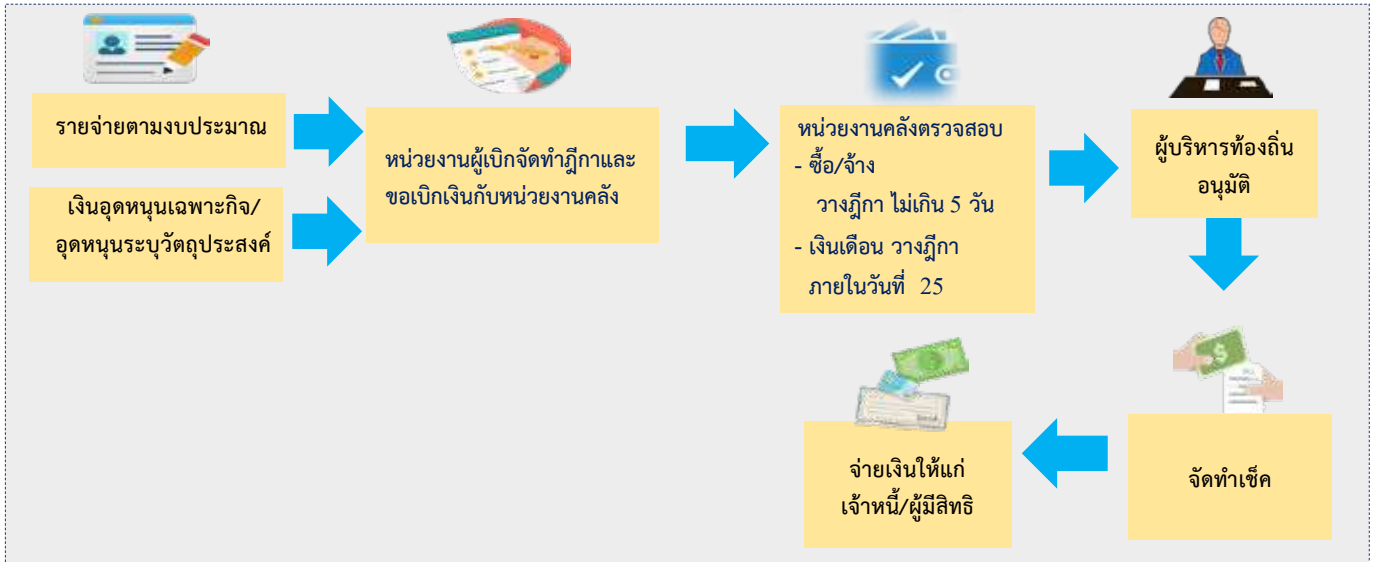 รายจ่ายตามงบประมาณ
เงินอุดหนุนเฉพาะกิจ/
อุดหนุนระบุวัตถุประสงค์
หน่วยงานผู้เบิกจัดทำฎีกาและ
ขอเบิกเงินกับหน่วยงานคลัง
หน่วยงานคลังตรวจสอบ
- ซื้อ/จ้าง
วางฎีกา ไม่เกิน 5 วัน
- เงินเดือน วางฎีกา
ภายในวันที่ 25
ผู้บริหารท้องถิ่น
อนุมัติ
จัดทำเช็ค
จ่ายเงินให้แก่
เจ้าหนี้/ผู้มีสิทธิ